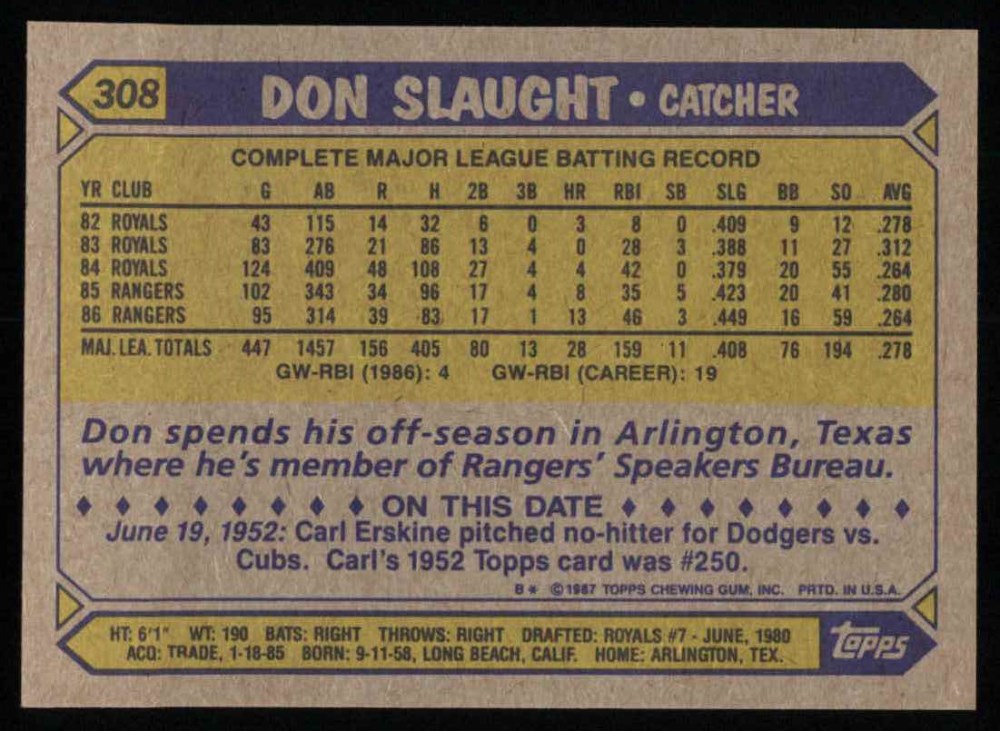 308 DON SLAUGHT • CATCHER
COMPLETE MAJOR LEAGUE BATTING RECORD
YR CLUB G AB R H 2B 3B HR RBI SB SLG BB SO AVG
82 ROYALS 43 115 14 32 6 0 3 8 0 .409 9 12 .278
83 ROYALS 83 276 21 86 13 4 0 28 3 .388 11 27 .312
84 ROYALS 124 409 48 108 27 4 4 42 0 .379 20 55 .264
85 RANGERS 102 343 34 96 17 4 8 35 5 .423 20 41 .280
86 RANGERS 95 314 39 83 17 1 13 46 3 .449 16 59 .264
MAJ. LEA. TOTALS 447 1457 156 405 80 13 28 159 11 .408 76 194 .278
GW-RBI (1986): 4 GW-RBI (CAREER): 19
Don spends his off-season in Arlington, Texas
where he's member of Rangers' Speakers Bureau.
♦ ♦ ♦ ♦ ♦ ♦ ♦ ♦ ON THIS DATE ♦ ♦ ♦ ♦ ♦ ♦ ♦ ♦
June 19, 1952: Carl Erskine pitched no-hitter for Dodgers vs.
Cubs. Carl's 1952 Topps card was #250.
B* ©1987 TOPPS CHEWING GUM, INC. PRTD. IN U.S.A.
HT: 6'1" WT: 190 BATS: RIGHT THROWS: RIGHT DRAFTED: ROYALS #7 - JUNE, 1980
ACQ: TRADE, 1-18-85 BORN: 9-11-58, LONG BEACH, CALIF. HOME: ARLINGTON, TEX.
topps